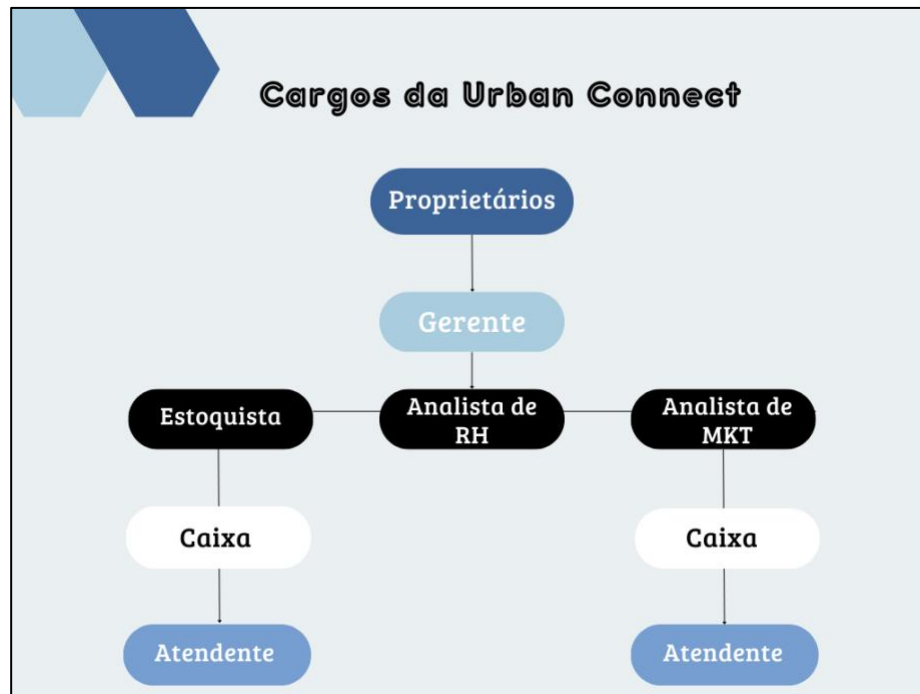 Cargos da Urban Connect
Proprietários
Gerente
Estoquista
Analista de
RH
Analista de
MKT
Caixa
Caixa
Atendente
Atendente